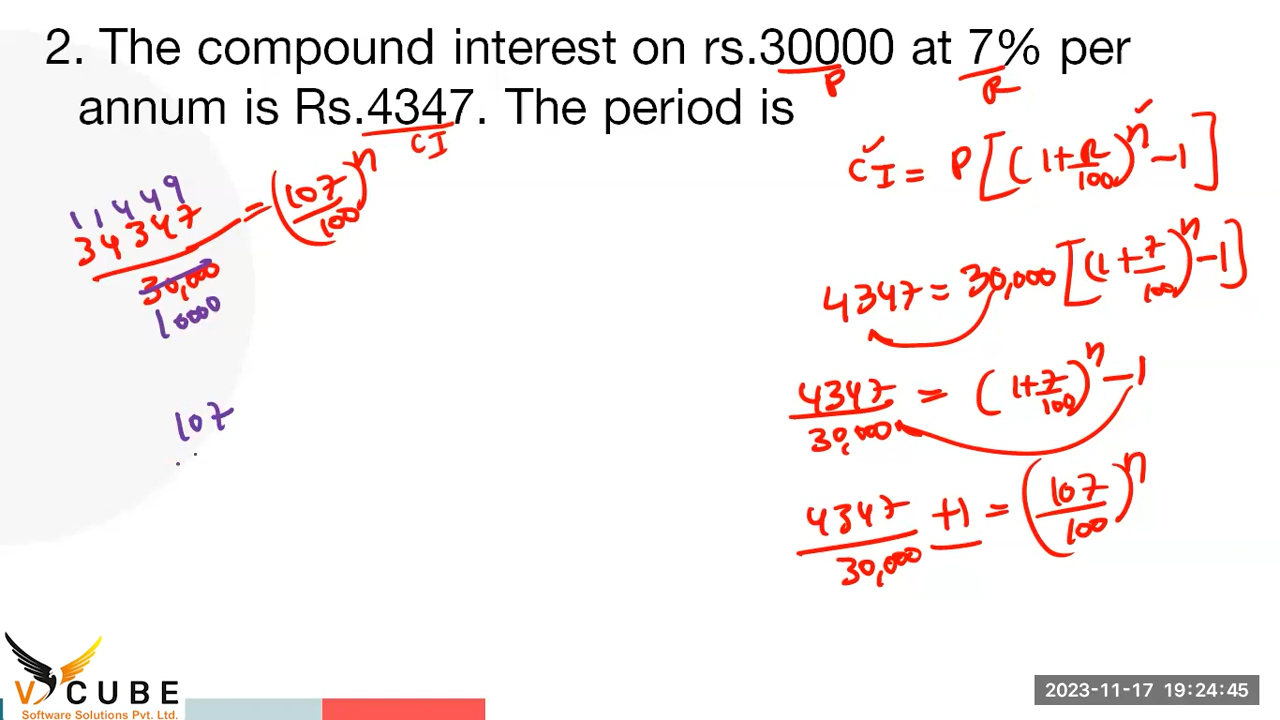 2. The compound interest on rs.30000 at 7% per
P
R
annum is Rs.4347. The period is
CI
CI = P[(1+R/100)^n -1]
11449
34347/30,000 = (107/100)^n
10000
4347 = 30,000[(1+7/100)^n -1]
4347/30,000 = (1+7/100)^n -1
107
4347/30,000 +1 = (107/100)^n
V CUBE
Software Solutions Pvt. Ltd.
2023-11-17 19:24:45